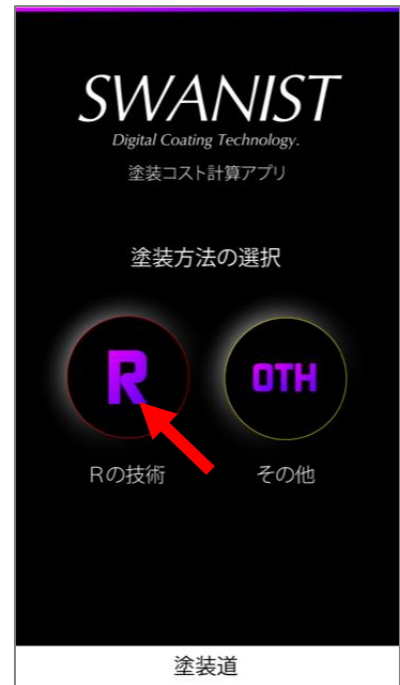 SWANIST
Digital Coating Technology.
塗装コスト計算アプリ
塗装方法の選択
R
OTH
Rの技術
その他
塗装道